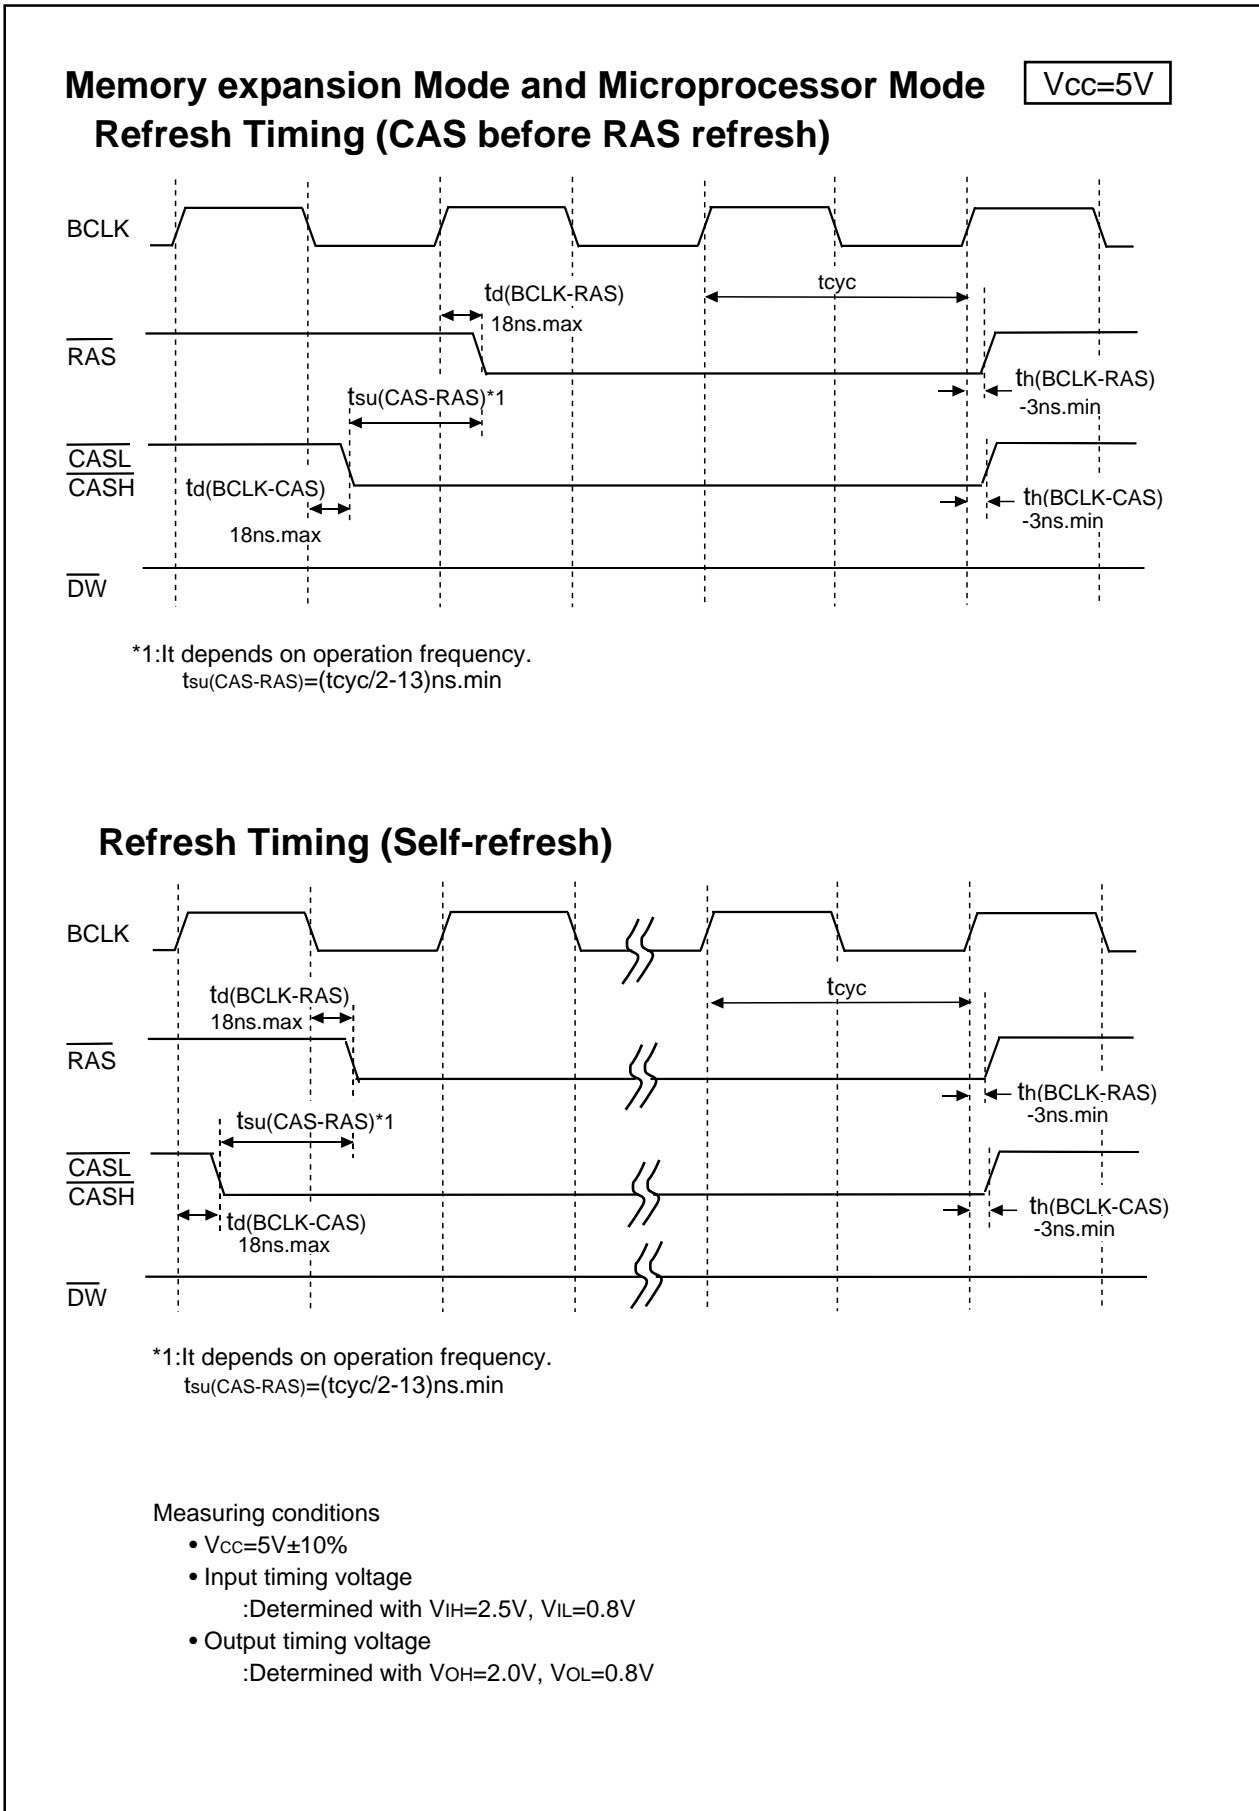 Memory expansion Mode and Microprocessor Mode
Vcc=5V
Refresh Timing (CAS before RAS refresh)
BCLK
tcyc
td(BCLK-RAS)
18ns.max
RAS
th(BCLK-RAS)
-3ns.min
tsu(CAS-RAS)*1
CASL
CASH
td(BCLK-CAS)
18ns.max
th(BCLK-CAS)
-3ns.min
DW
*1:It depends on operation frequency.
tsu(CAS-RAS)=(tcyc/2-13)ns.min
Refresh Timing (Self-refresh)
BCLK
td(BCLK-RAS)
18ns.max
tcyc
RAS
th(BCLK-RAS)
-3ns.min
tsu(CAS-RAS)*1
CASL
CASH
td(BCLK-CAS)
18ns.max
th(BCLK-CAS)
-3ns.min
DW
*1:It depends on operation frequency.
tsu(CAS-RAS)=(tcyc/2-13)ns.min
Measuring conditions
• VCC=5V±10%
• Input timing voltage
:Determined with VIH=2.5V, VIL=0.8V
• Output timing voltage
:Determined with VOH=2.0V, VOL=0.8V